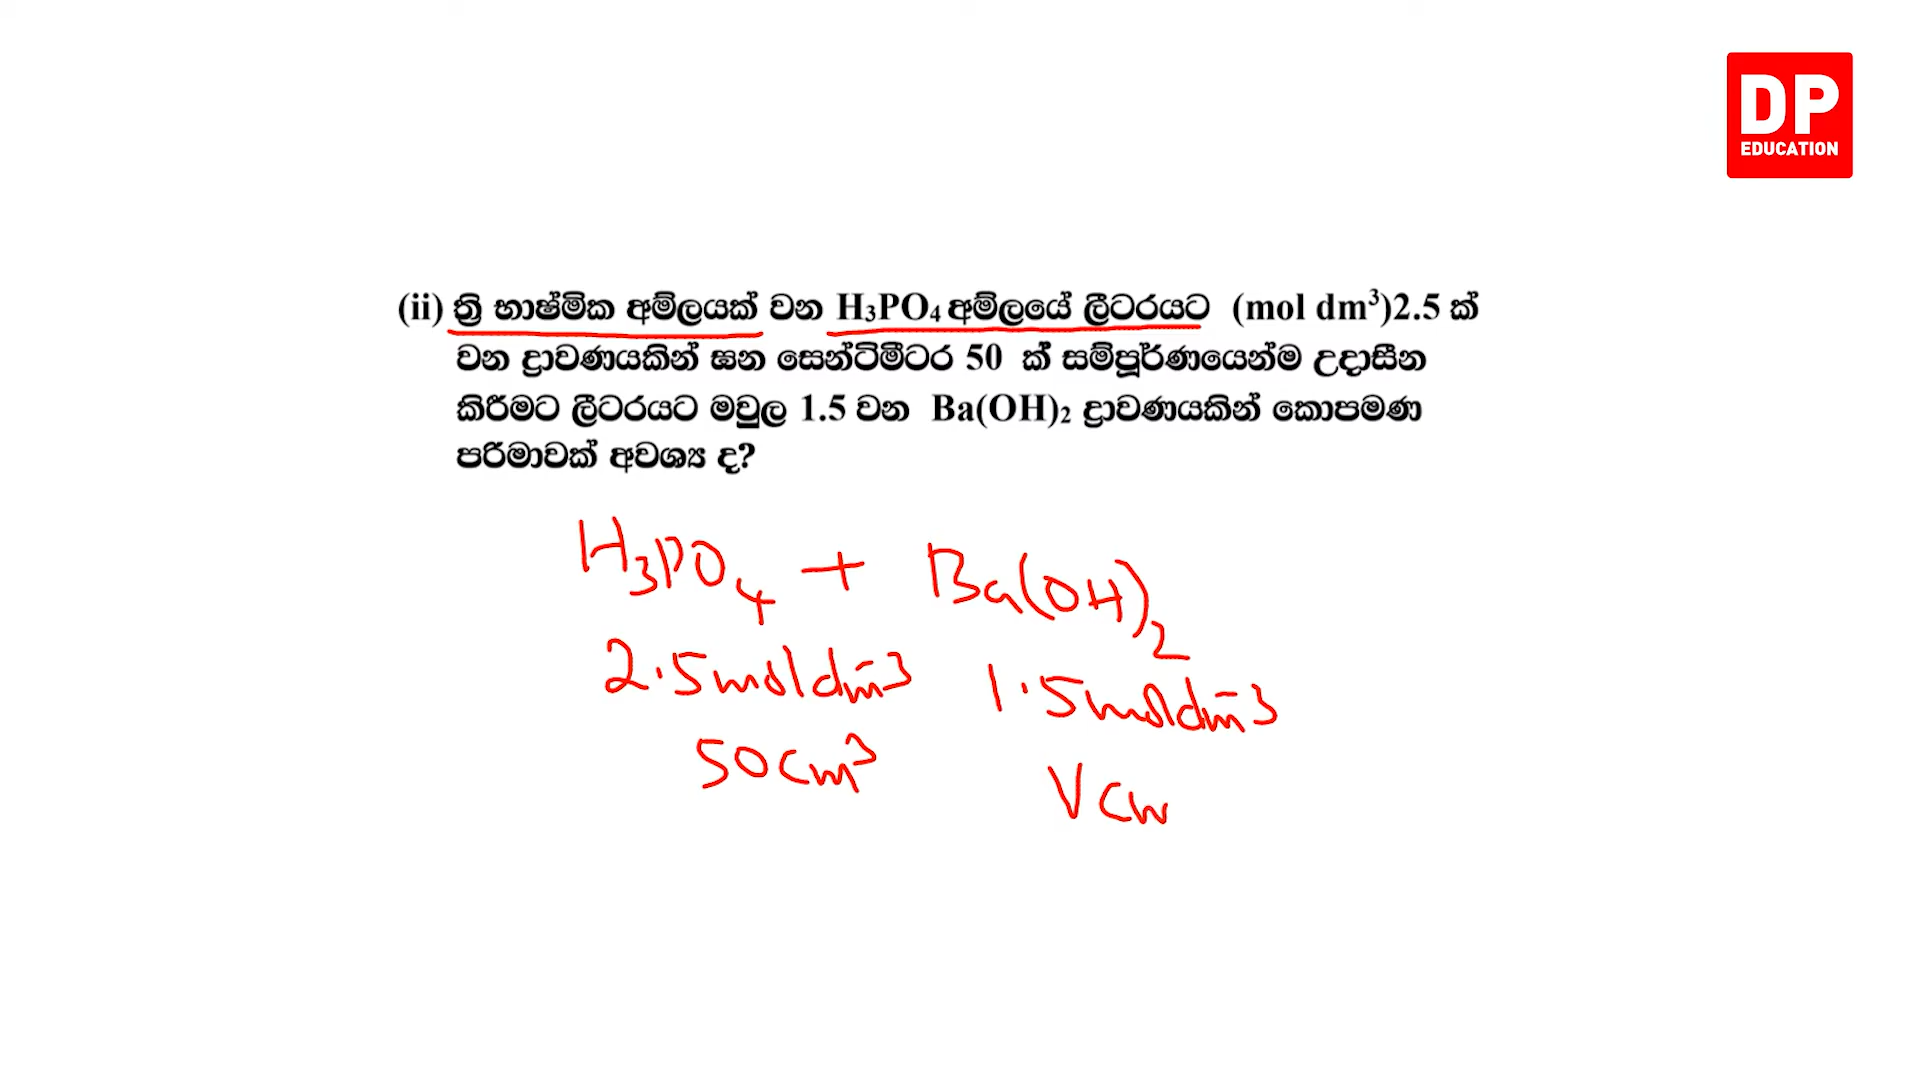 DP
EDUCATION
(ii) ත්‍රි භාෂ්මික අම්ලයක් වන H₃PO₄ අම්ලයේ ලීටරයට (mol dm³)2.5 ක්
වන ද්‍රාවණයකින් ඝන සෙන්ටිමීටර 50 ක් සම්පූර්ණයෙන්ම උදාසීන
කිරීමට ලීටරයට මවුල 1.5 වන Ba(OH)₂ ද්‍රාවණයකින් කොපමණ
පරිමාවක් අවශ්‍ය ද?
H₃PO₄ + Ba(OH)₂
2.5moldm⁻³ 1.5moldm⁻³
50cm³ V cm